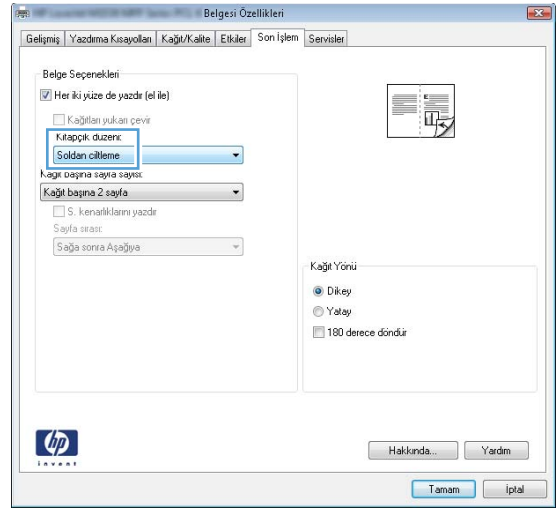 Belgesi Özellikleri
Gelişmiş Yazdırma Kısayolları Kağıt/Kalite Etkiler Son İşlem Servisler
Belge Seçenekleri
Her iki yüze de yazdır (el ile)
Kağıtları yukarı çevir
Kitapçık düzeni:
Soldan ciltleme
Kağıt başına sayfa sayısı:
Kağıt başına 2 sayfa
S. kenarlıklarını yazdır
Sayfa sırası:
Sağa sonra Aşağıya
Kağıt Yönü
Dikey
Yatay
180 derece döndür
hp
invent
Hakkında... Yardım
Tamam İptal